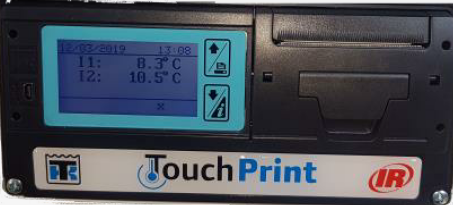 12/03/2019 13:08
I1: 8.3°C
I2: 10.5°C
TouchPrint
IR